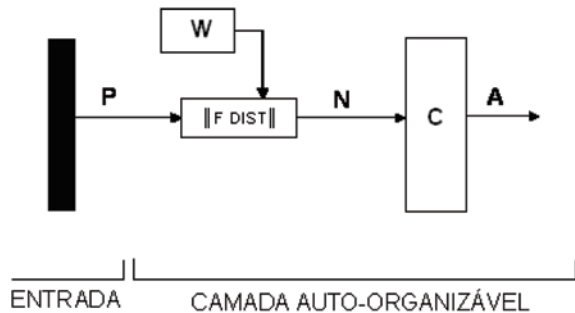 W
P
‖F DIST‖
N
C
A
ENTRADA
CAMADA AUTO-ORGANIZÁVEL